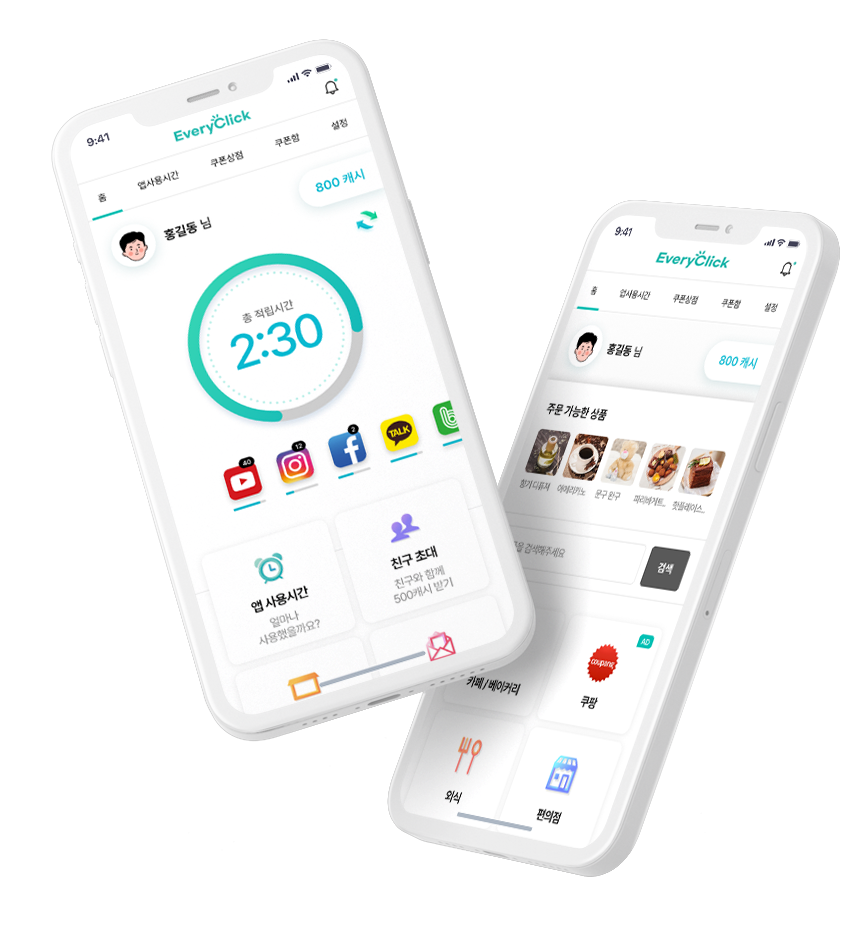 9:41
EveryClick
홈
앱사용시간
쿠폰상점
쿠폰함
설정
800 캐시
홍길동 님
총 적립시간
2:30
40
12
2
TALK
앱 사용시간
얼마나
사용했을까요?
친구 초대
친구와 함께
500캐시 받기
9:41
EveryClick
홈
업사용시간
쿠폰상점
쿠폰함
설정
홍길동 님
800 캐시
주문 가능한 상품
향기 디퓨져
아메리카노
문구 완구
파리바게트...
핫플레이스...
검색해주세요
검색
카페 / 베이커리
AD
coupang
쿠팡
외식
편의점